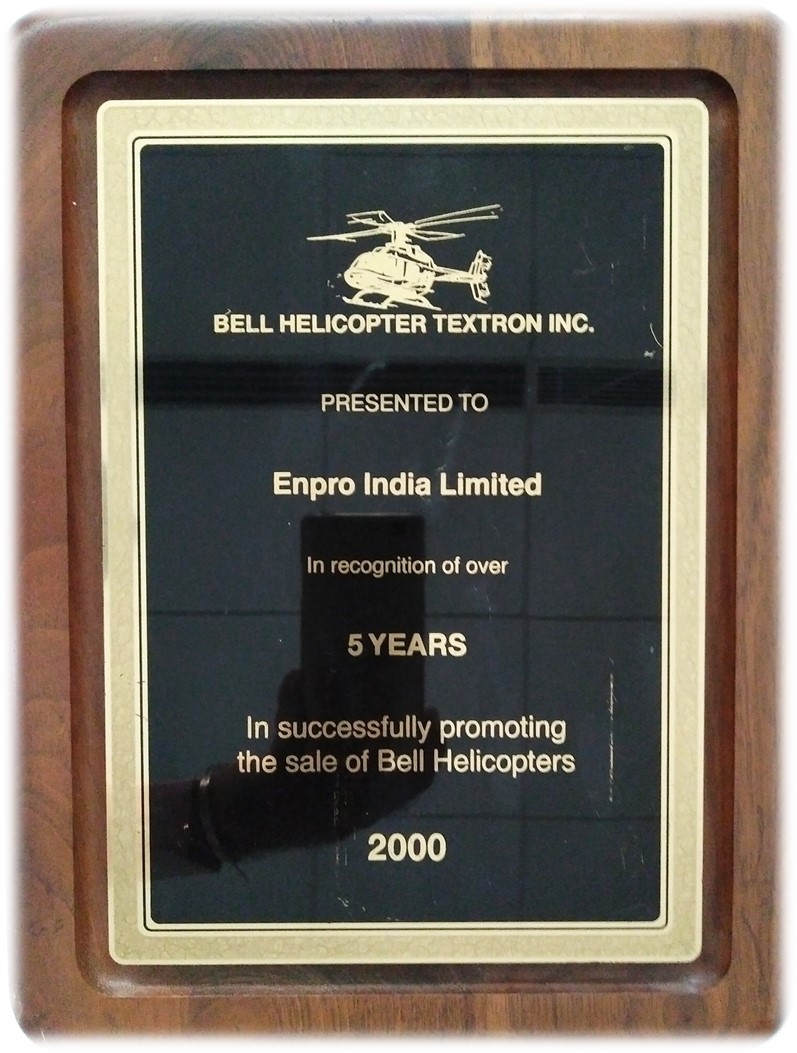 BELL HELICOPTER TEXTRON INC.
PRESENTED TO
Enpro India Limited
In recognition of over
5 YEARS
In successfully promoting
the sale of Bell Helicopters
2000